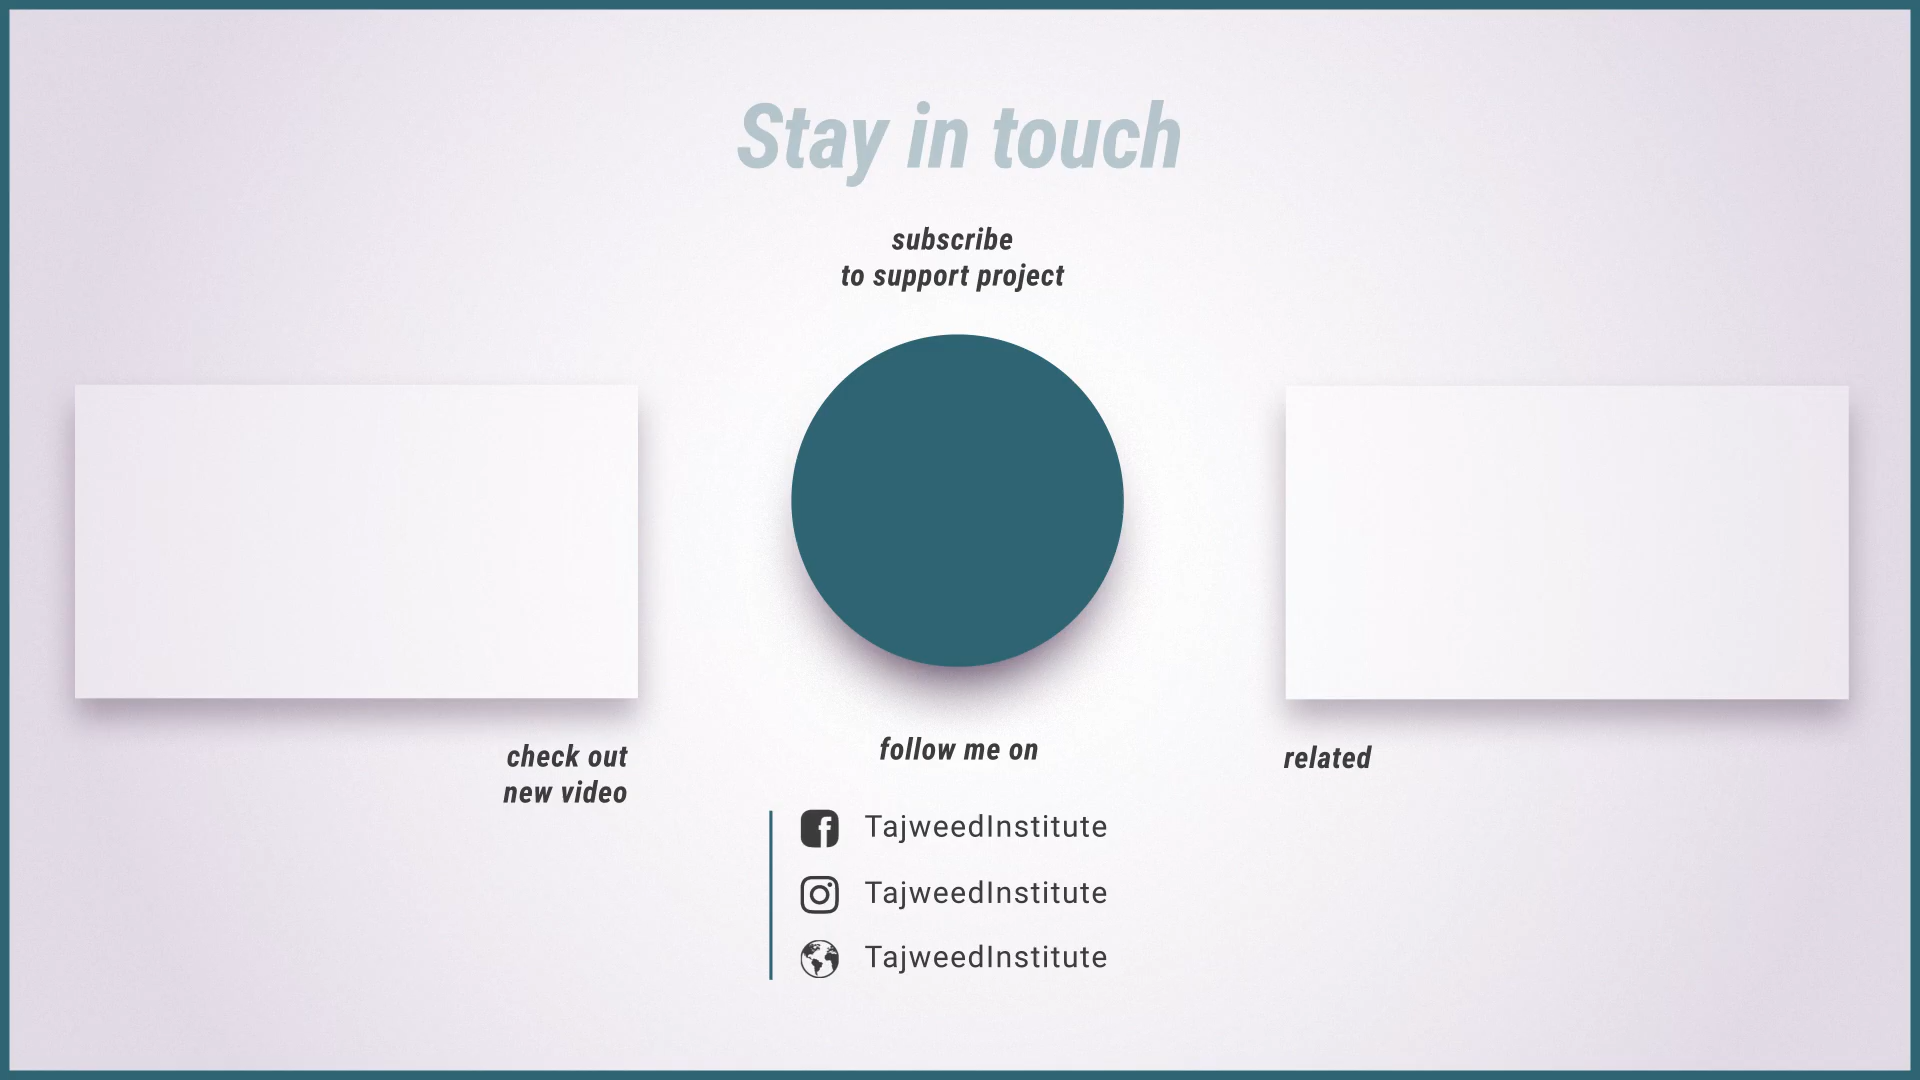 Stay in touch
subscribe
to support project
check out
new video
follow me on
related
TajweedInstitute
TajweedInstitute
TajweedInstitute